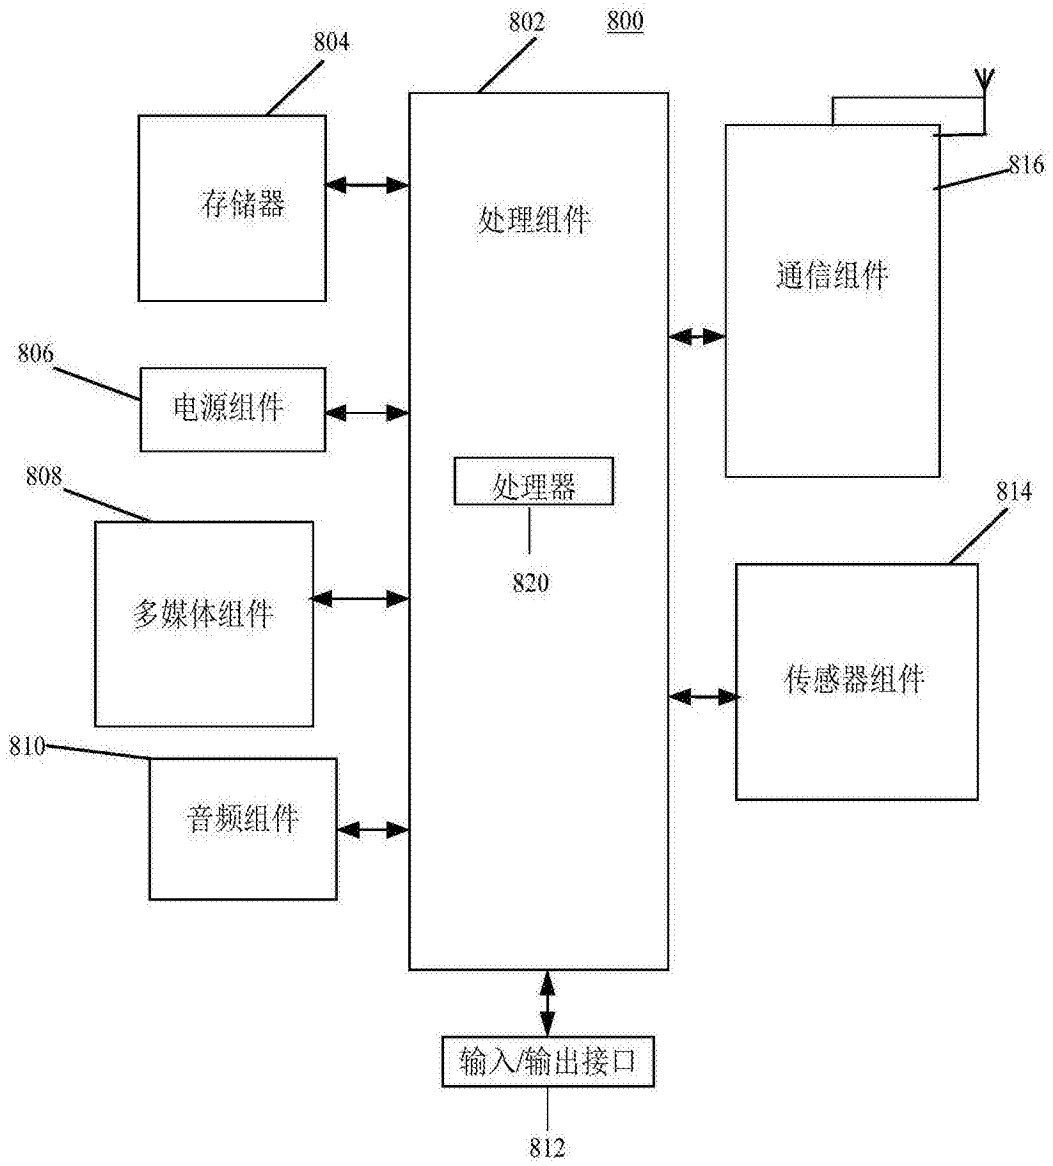 800
802
804
存储器
处理组件
816
通信组件
806
电源组件
808
处理器
820
814
多媒体组件
传感器组件
810
音频组件
输入/输出接口
812